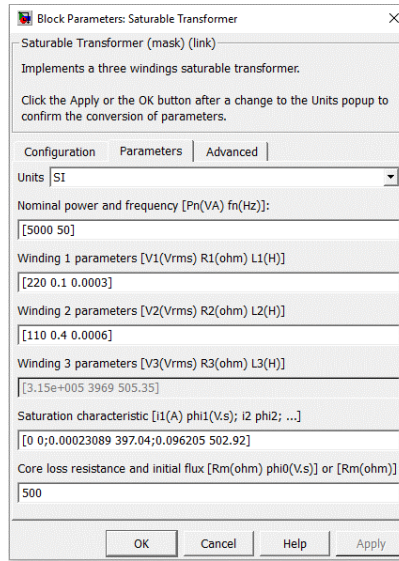 Block Parameters: Saturable Transformer
Saturable Transformer (mask) (link)
Implements a three windings saturable transformer.
Click the Apply or the OK button after a change to the Units popup to
confirm the conversion of parameters.
Configuration Parameters Advanced
Units SI
Nominal power and frequency [Pn(VA) fn(Hz)]:
[5000 50]
Winding 1 parameters [V1(Vrms) R1(ohm) L1(H)]
[220 0.1 0.0003]
Winding 2 parameters [V2(Vrms) R2(ohm) L2(H)]
[110 0.4 0.0006]
Winding 3 parameters [V3(Vrms) R3(ohm) L3(H)]
[3.15e+005 3969 505.35]
Saturation characteristic [i1(A) phi1(V.s); i2 phi2; ...]
[0 0;0.00023089 397.04;0.096205 502.92]
Core loss resistance and initial flux [Rm(ohm) phi0(V.s)] or [Rm(ohm)]
500
OK Cancel Help Apply